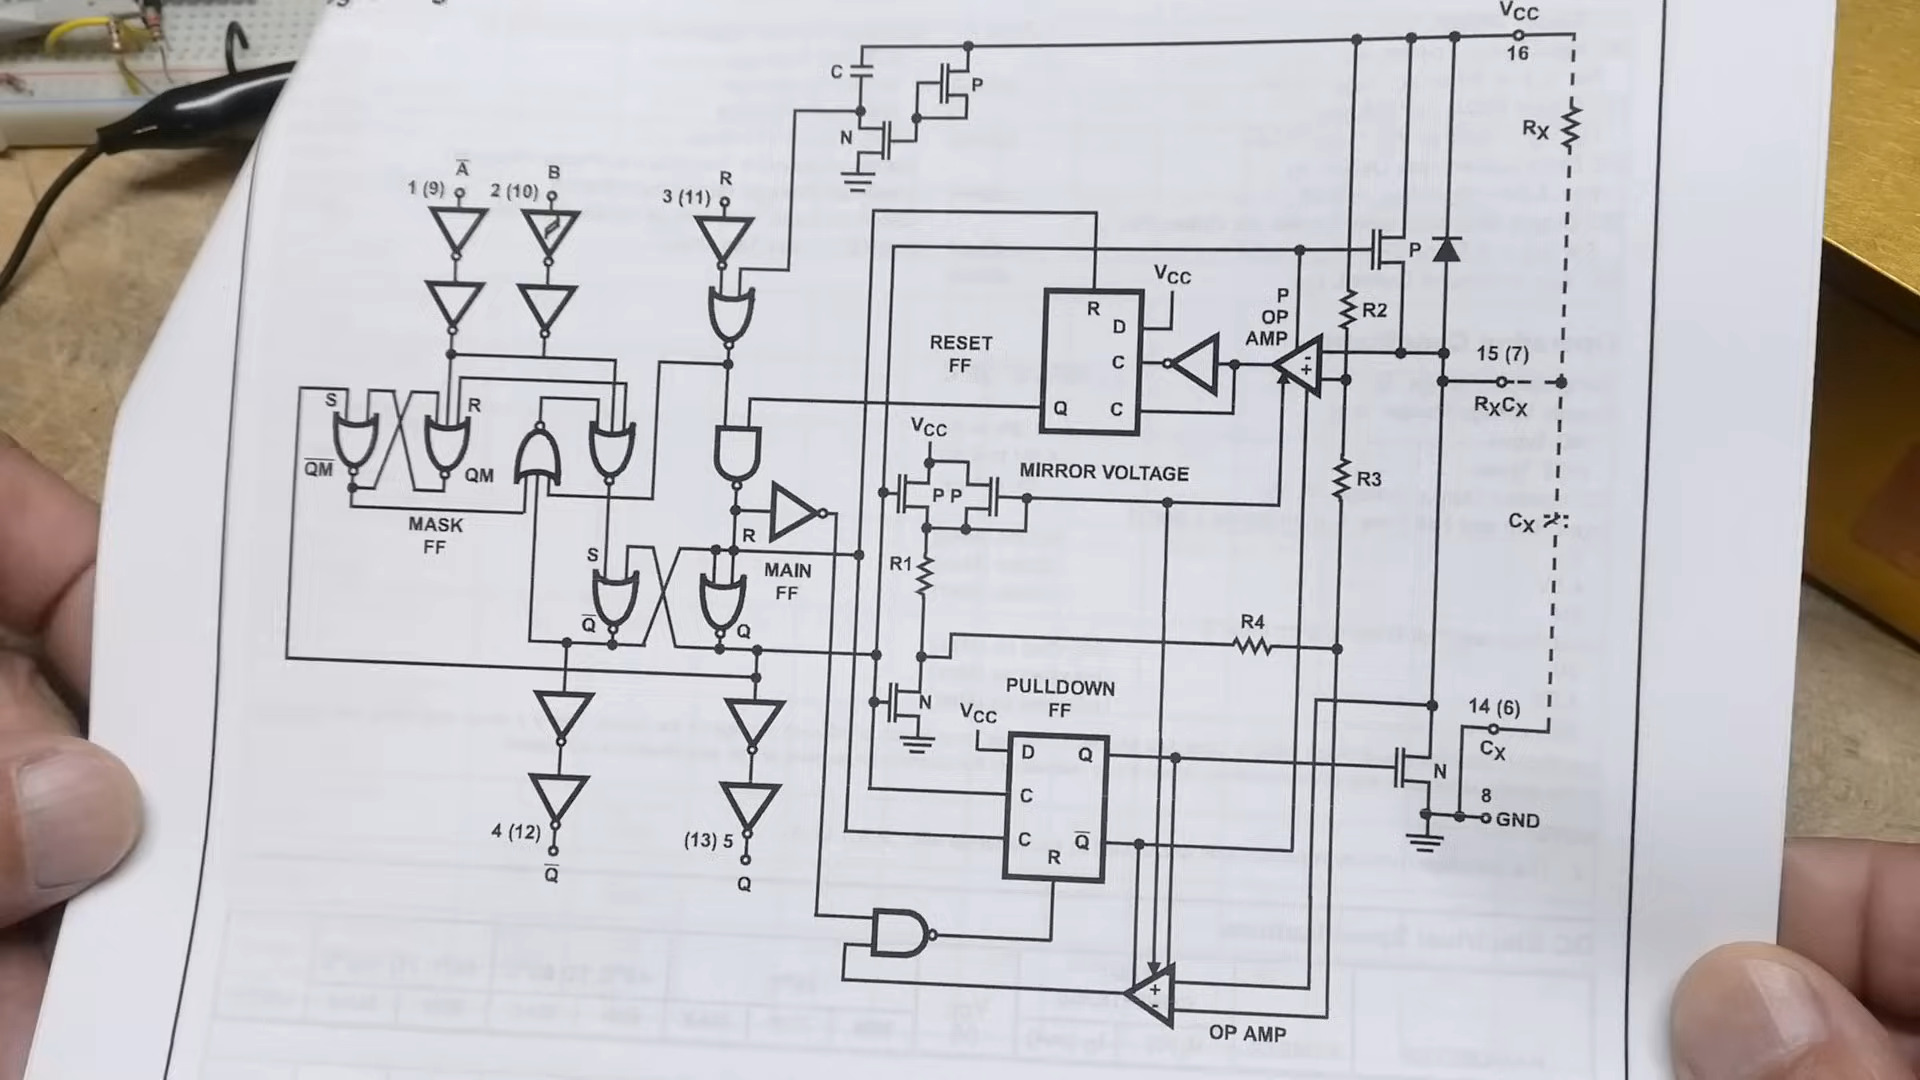 VCC
16
C
P
N
RX
A
B
R
1 (9)
2 (10)
3 (11)
P
VCC
R
D
P
OP
AMP
R2
RESET
FF
C
15 (7)
RXCX
S
R
Q
C
VCC
QM
QM
MIRROR VOLTAGE
P P
R3
MASK
FF
CX
R
S
MAIN
FF
R1
Q
Q
R4
PULLDOWN
FF
N
VCC
14 (6)
CX
D
Q
N
C
8
GND
4 (12)
(13) 5
C
Q
R
Q
Q
+
-
+
-
OP AMP